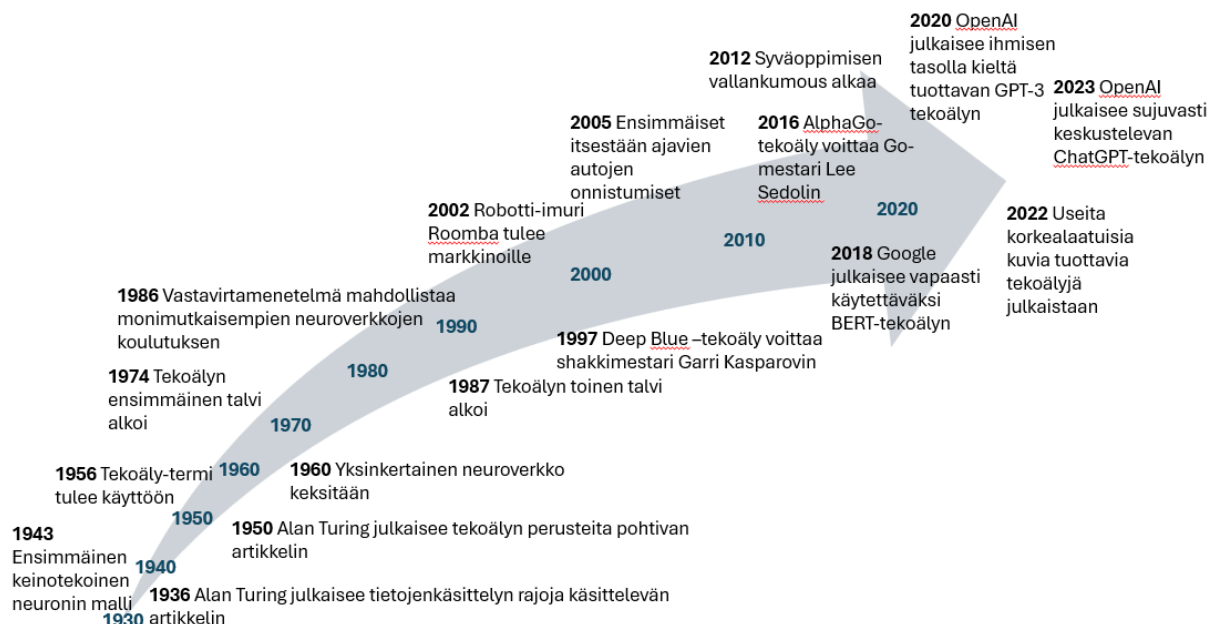 2020 OpenAI
julkaisee ihmisen
tasolla kieltä
tuottavan GPT-3
tekoälyn
2012 Syväoppimisen
vallankumous alkaa
2023 OpenAI
julkaisee sujuvasti
keskustelevan
ChatGPT-tekoälyn
2005 Ensimmäiset
itsestään ajavien
autojen
onnistumiset
2016 AlphaGo-
tekoäly voittaa Go-
mestari Lee
Sedolin
2002 Robotti-imuri
Roomba tulee
markkinoille
2020
2010
2000
2022 Useita
korkealaatuisia
kuvia tuottavia
tekoälyjä
julkaistaan
2018 Google
julkaisee vapaasti
käytettäväksi
BERT-tekoälyn
1986 Vastavirtamenetelmä mahdollistaa
monimutkaisempien neuroverkkojen
koulutuksen
1990
1997 Deep Blue –tekoäly voittaa
shakkimestari Garri Kasparovin
1980
1974 Tekoälyn
ensimmäinen talvi
alkoi
1987 Tekoälyn toinen talvi
alkoi
1970
1956 Tekoäly-termi
tulee käyttöön
1960
1960 Yksinkertainen neuroverkko
keksitään
1950
1950 Alan Turing julkaisee tekoälyn perusteita pohtivan
artikkelin
1943
Ensimmäinen
keinotekoinen
neuronin malli
1940
1936 Alan Turing julkaisee tietojenkäsittelyn rajoja käsittelevän
artikkelin
1930